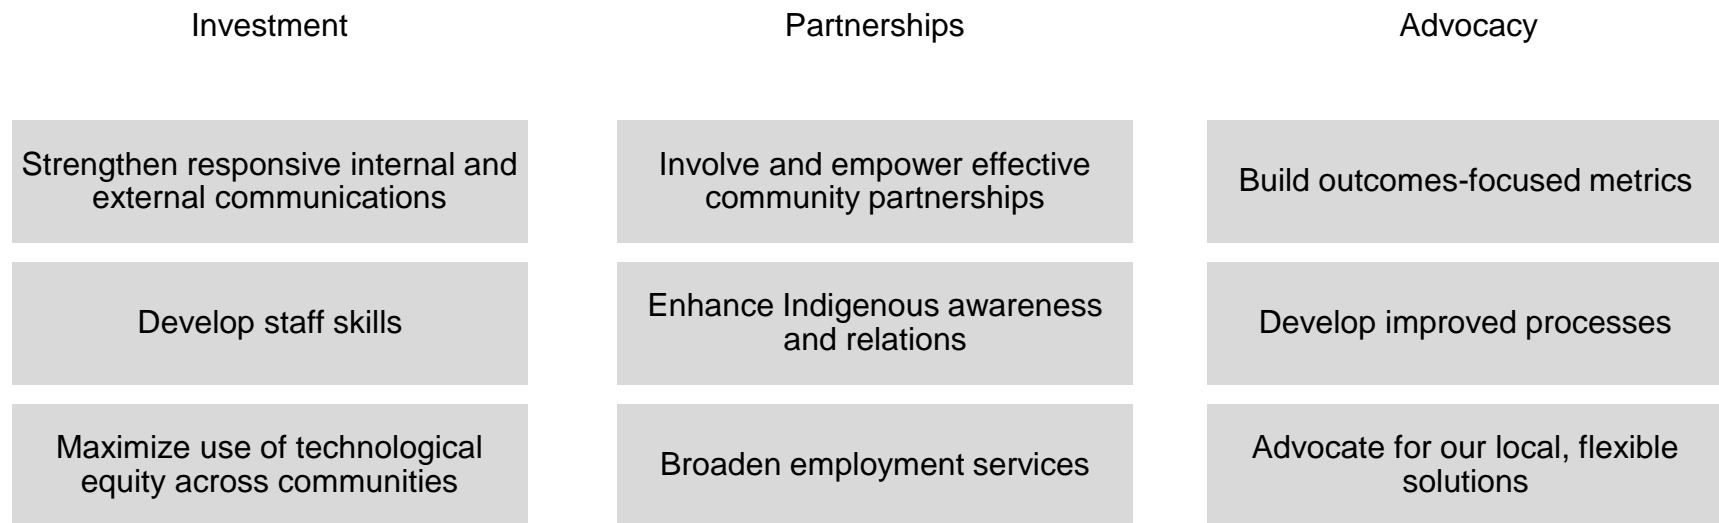 Investment
Partnerships
Advocacy
Strengthen responsive internal and
external communications
Involve and empower effective
community partnerships
Build outcomes-focused metrics
Develop staff skills
Enhance Indigenous awareness
and relations
Develop improved processes
Maximize use of technological
equity across communities
Broaden employment services
Advocate for our local, flexible
solutions